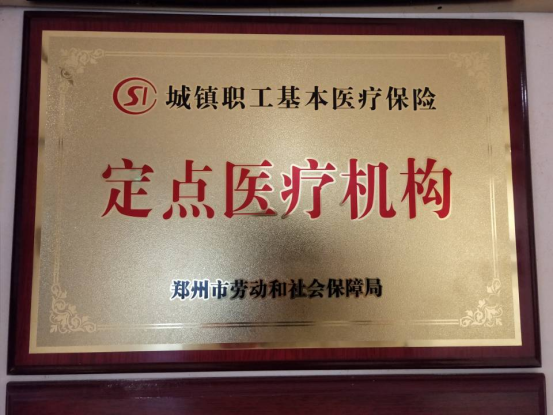 SI 城镇职工基本医疗保险
定点医疗机构
郑州市劳动和社会保障局